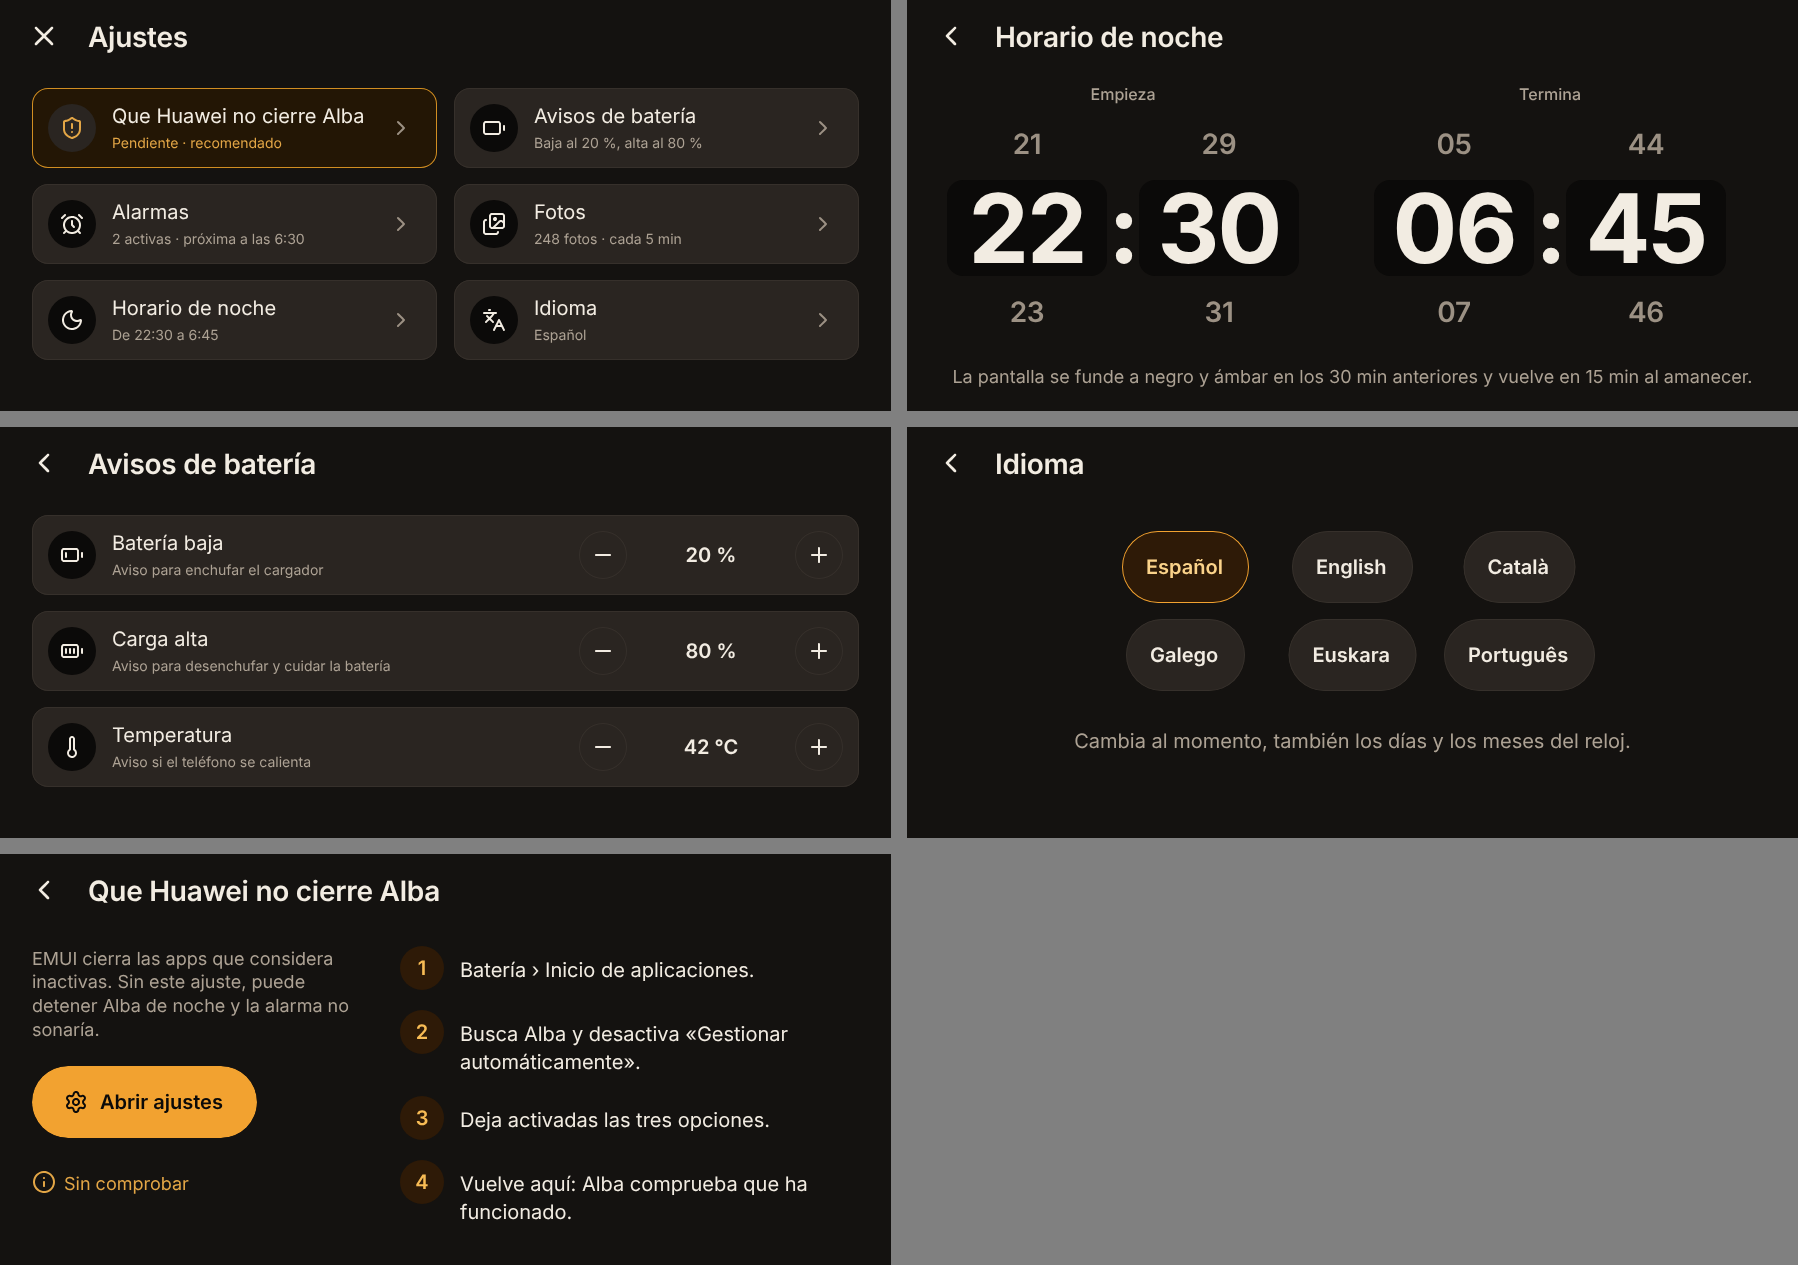 Ajustes
Que Huawei no cierre Alba
Pendiente · recomendado
Avisos de batería
Baja al 20 %, alta al 80 %
Alarmas
2 activas · próxima a las 6:30
Fotos
248 fotos · cada 5 min
Horario de noche
De 22:30 a 6:45
Idioma
Español
Horario de noche
Empieza
Termina
21 29 05 44
22 : 30 06 : 45
23 31 07 46
La pantalla se funde a negro y ámbar en los 30 min anteriores y vuelve en 15 min al amanecer.
Avisos de batería
Batería baja
Aviso para enchufar el cargador
20 %
Carga alta
Aviso para desenchufar y cuidar la batería
80 %
Temperatura
Aviso si el teléfono se calienta
42 °C
Idioma
Español English Català
Galego Euskara Português
Cambia al momento, también los días y los meses del reloj.
Que Huawei no cierre Alba
EMUI cierra las apps que considera
inactivas. Sin este ajuste, puede
detener Alba de noche y la alarma no
sonaría.
Abrir ajustes
Sin comprobar
1 Batería › Inicio de aplicaciones.
2 Busca Alba y desactiva «Gestionar
automáticamente».
3 Deja activadas las tres opciones.
4 Vuelve aquí: Alba comprueba que ha
funcionado.